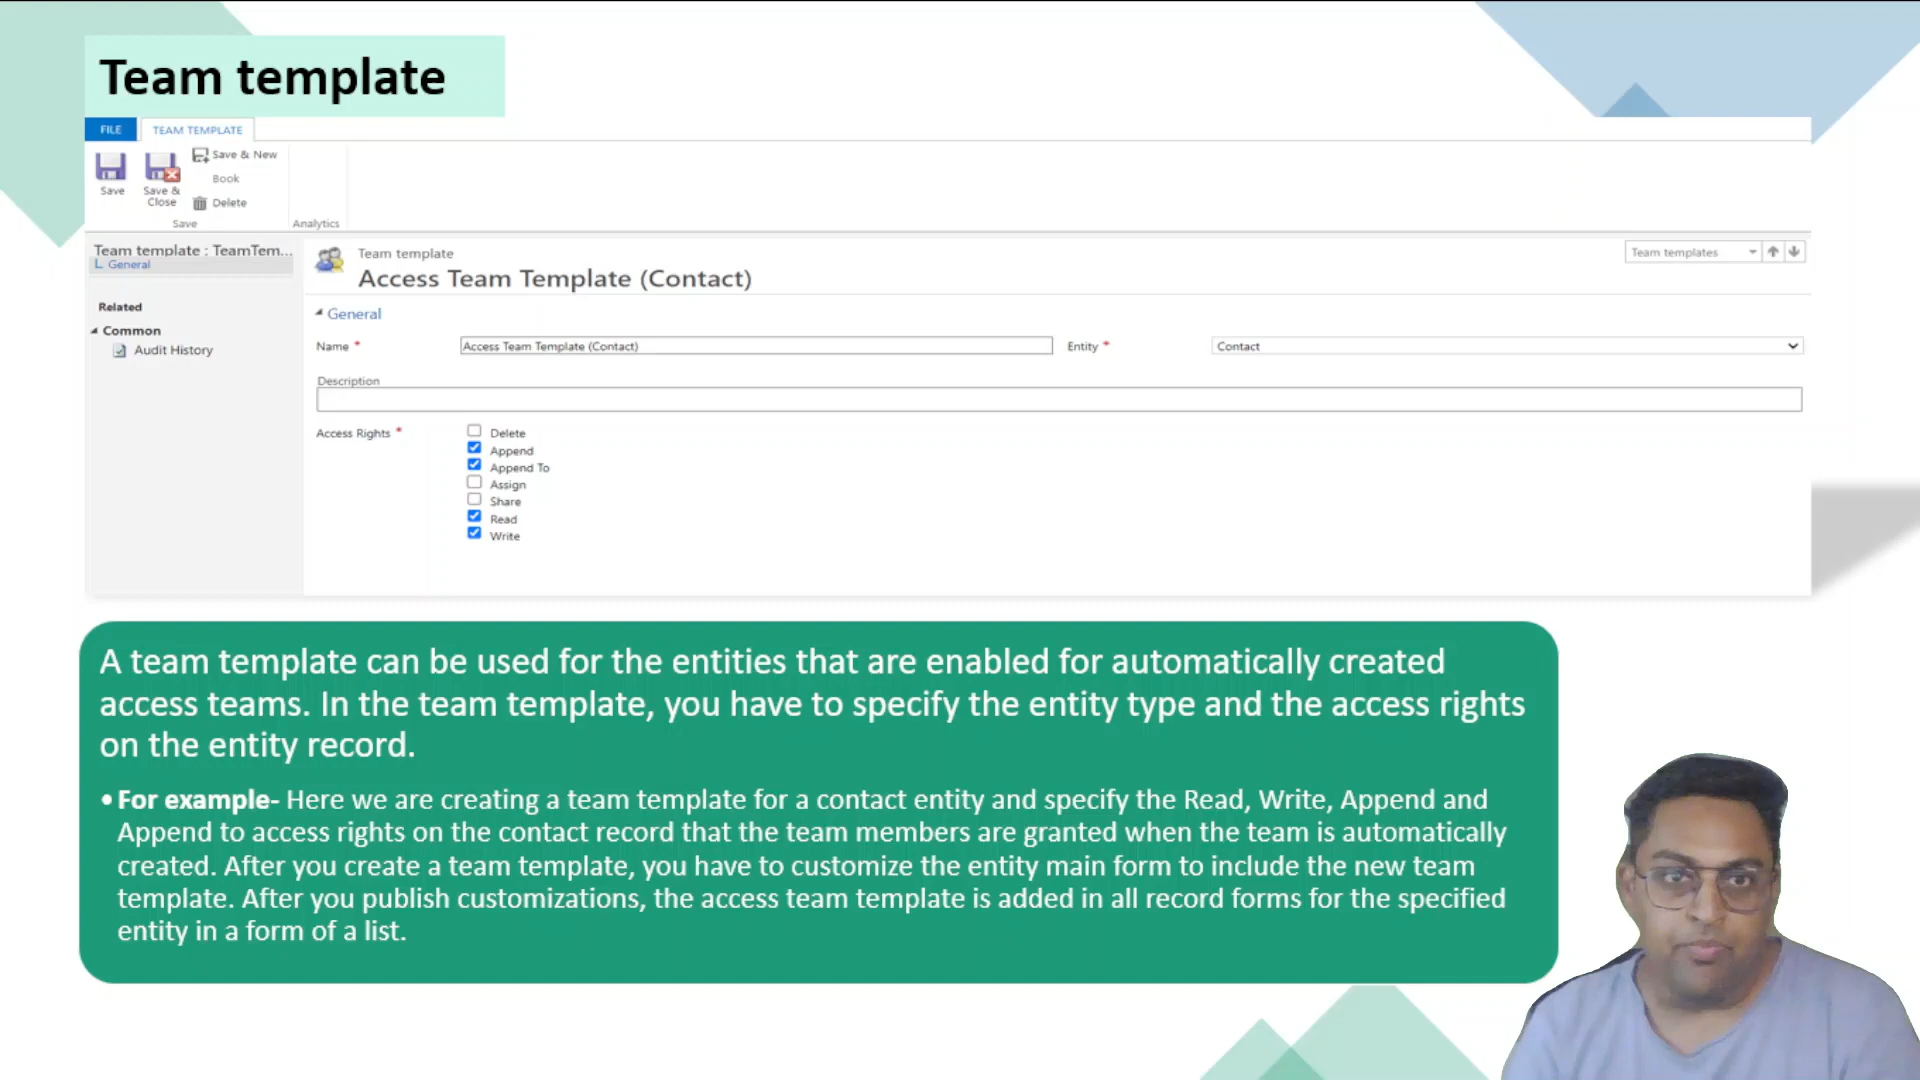 Team template
FILE
TEAM TEMPLATE
Save
Save &
Close
Save & New
Book
Delete
Save
Analytics
Team template : TeamTem...
General
Related
Common
Audit History
Team template
Access Team Template (Contact)
Team templates
General
Name *
Access Team Template (Contact)
Entity *
Contact
Description
Access Rights *
Delete
Append
Append To
Assign
Share
Read
Write
A team template can be used for the entities that are enabled for automatically created
access teams. In the team template, you have to specify the entity type and the access rights
on the entity record.
• For example- Here we are creating a team template for a contact entity and specify the Read, Write, Append and
Append to access rights on the contact record that the team members are granted when the team is automatically
created. After you create a team template, you have to customize the entity main form to include the new team
template. After you publish customizations, the access team template is added in all record forms for the specified
entity in a form of a list.